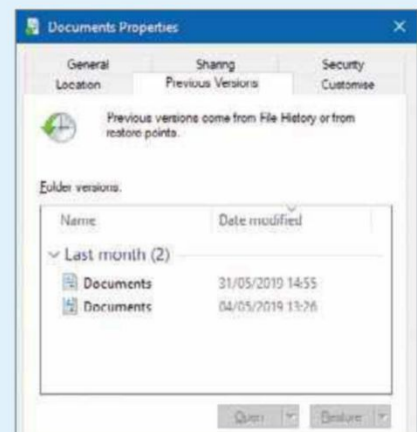 Documents Properties
General Sharing Security
Location Previous Versions Customise
Previous versions come from File History or from
restore points.
Folder versions:
Name Date modified
Last month (2)
Documents 31/05/2019 14:55
Documents 04/05/2019 13:26
Open Restore